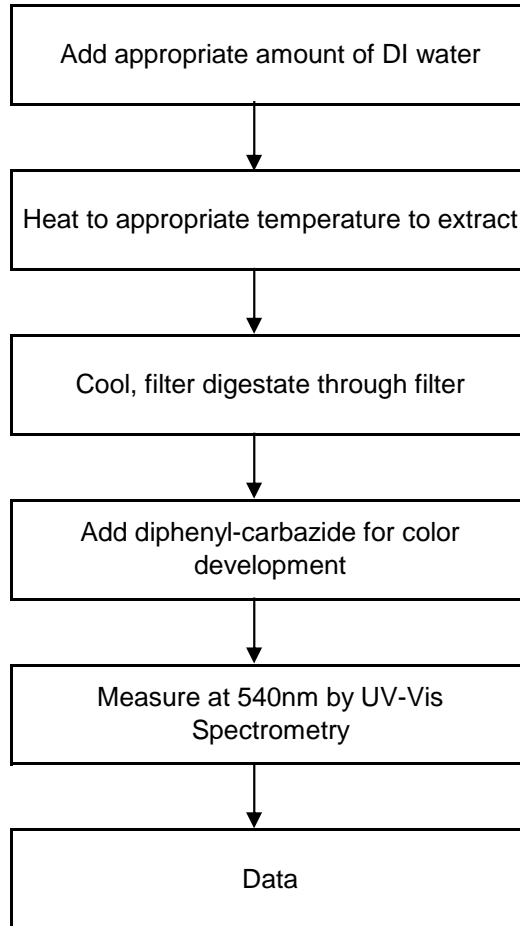 Add appropriate amount of DI water
Heat to appropriate temperature to extract
Cool, filter digestate through filter
Add diphenyl-carbazide for color
development
Measure at 540nm by UV-Vis
Spectrometry
Data